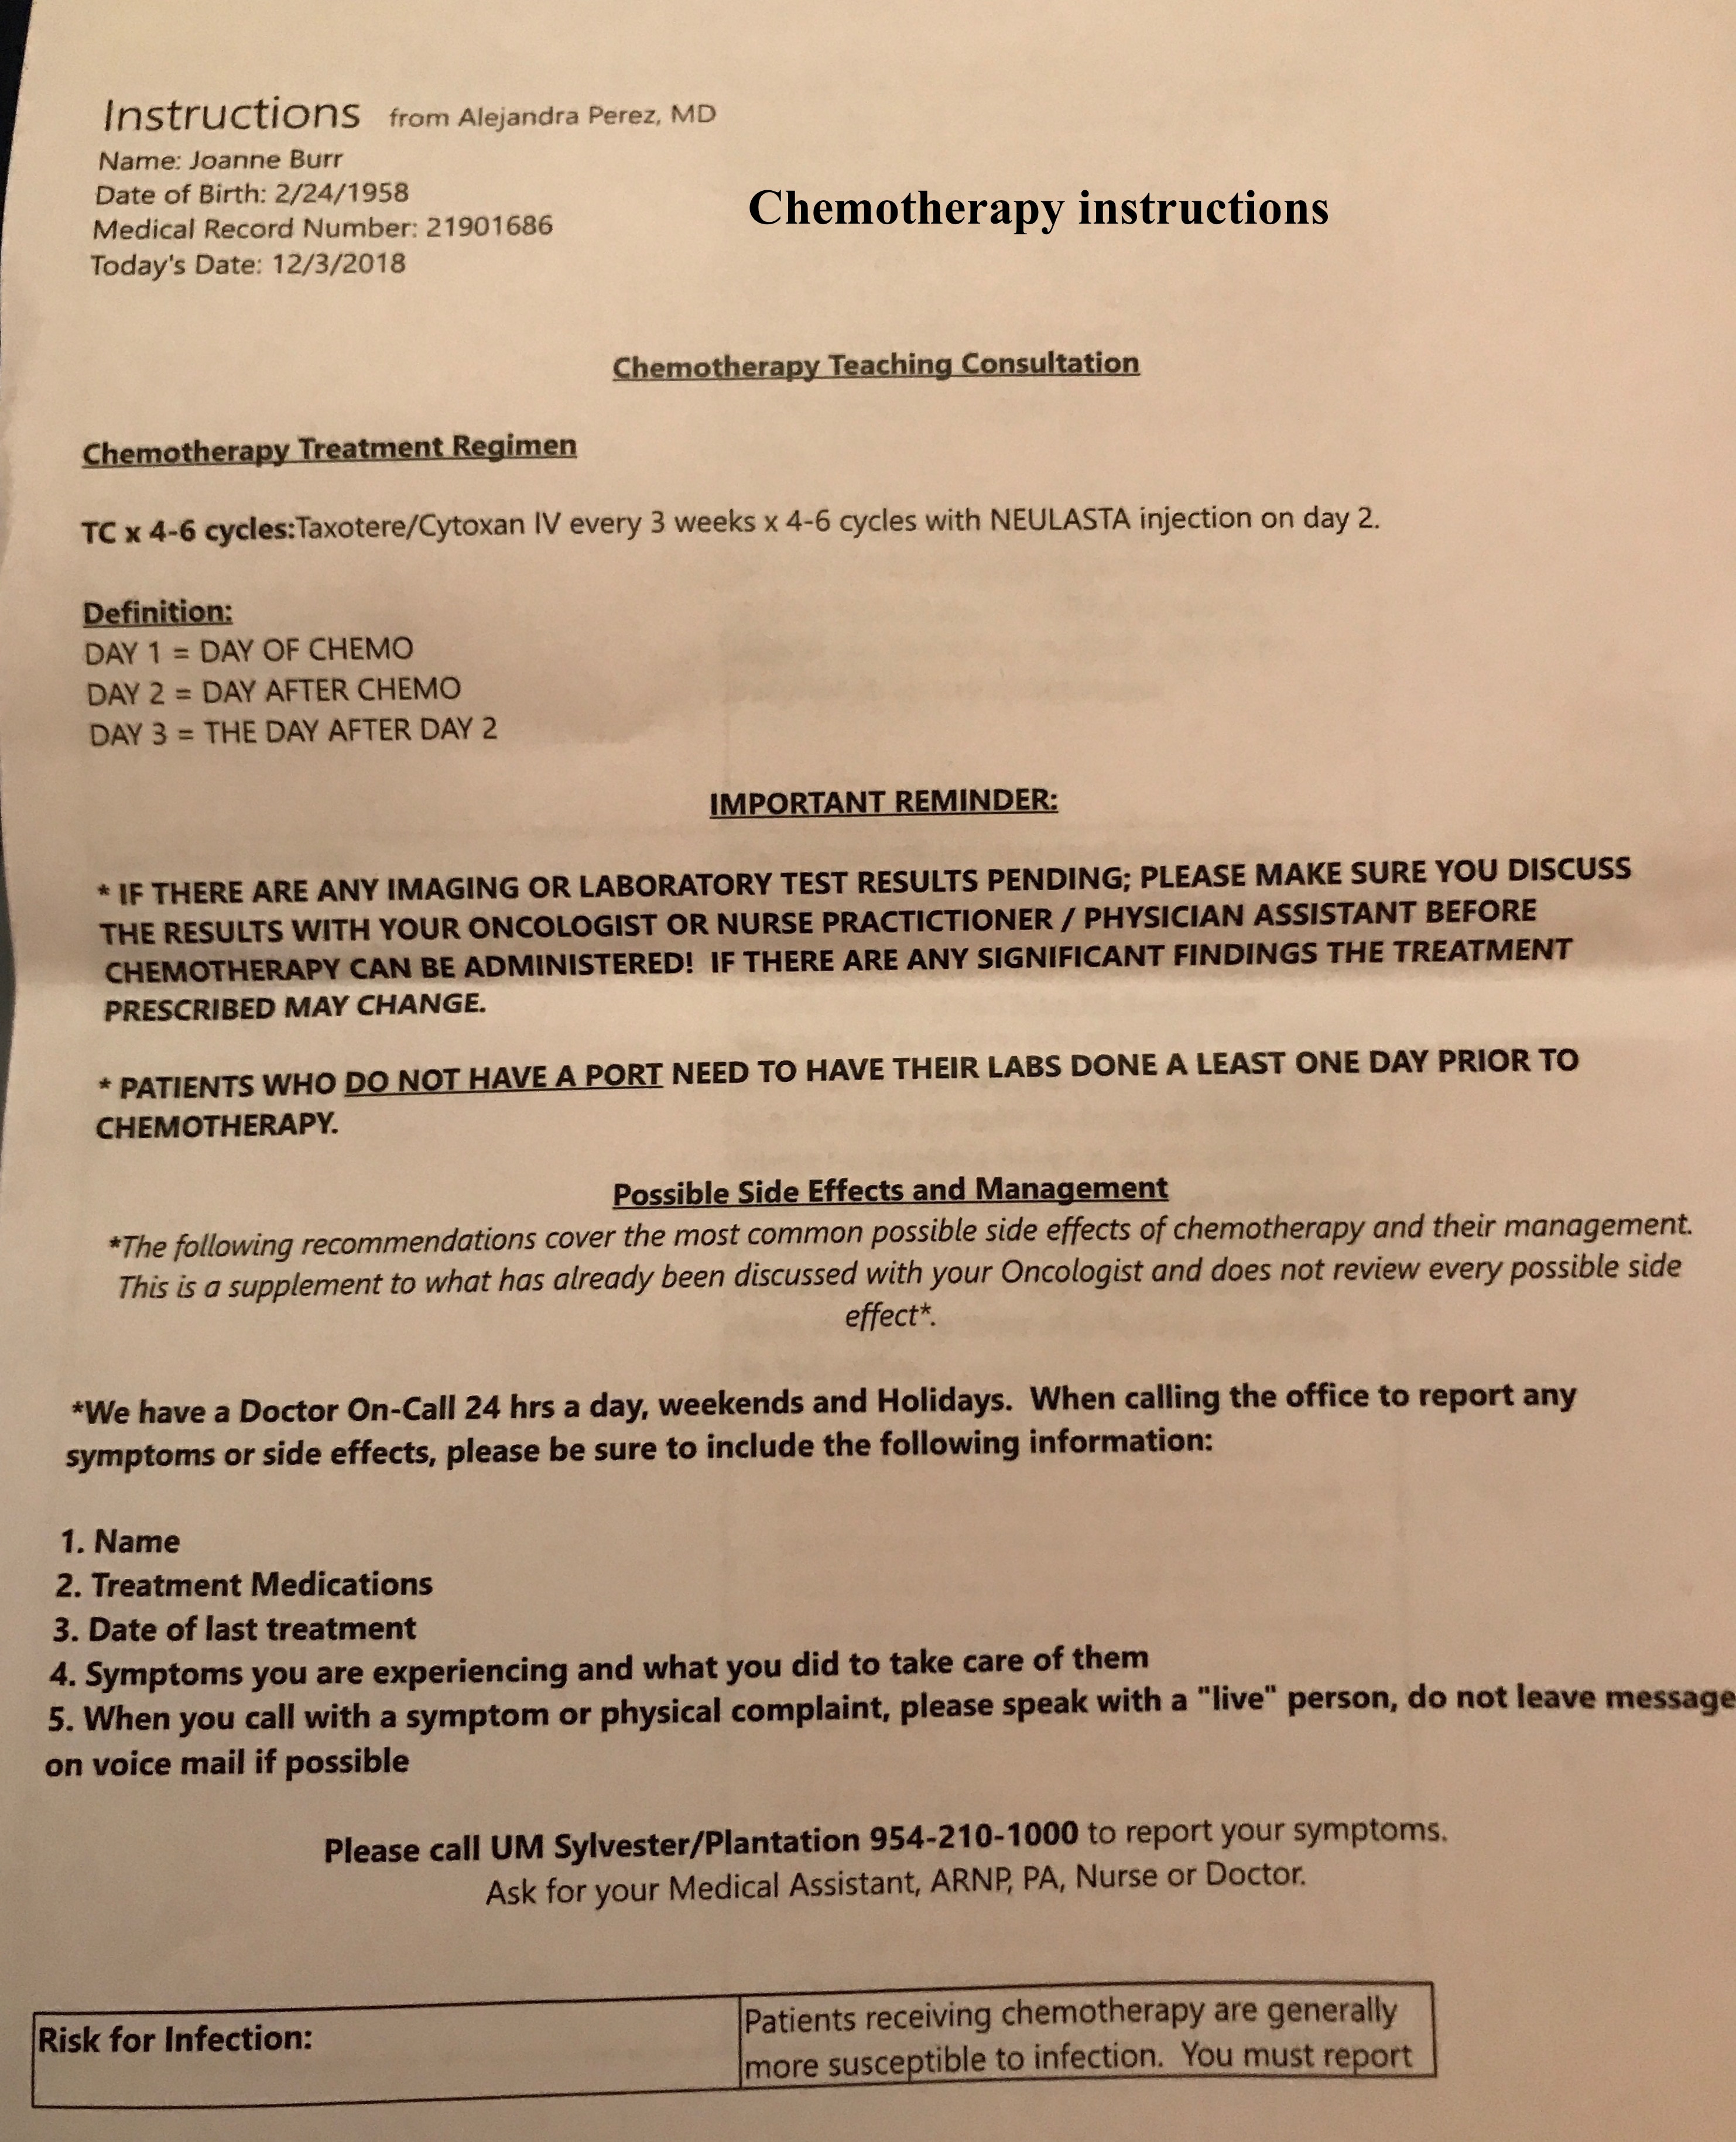 Instructions from Alejandra Perez, MD
Name: Joanne Burr
Date of Birth: 2/24/1958
Medical Record Number: 21901686
Today's Date: 12/3/2018
Chemotherapy instructions
Chemotherapy Teaching Consultation
Chemotherapy Treatment Regimen
TC x 4-6 cycles:Taxotere/Cytoxan IV every 3 weeks x 4-6 cycles with NEULASTA injection on day 2.
Definition:
DAY 1 = DAY OF CHEMO
DAY 2 = DAY AFTER CHEMO
DAY 3 = THE DAY AFTER DAY 2
IMPORTANT REMINDER:
* IF THERE ARE ANY IMAGING OR LABORATORY TEST RESULTS PENDING; PLEASE MAKE SURE YOU DISCUSS
THE RESULTS WITH YOUR ONCOLOGIST OR NURSE PRACTICTIONER / PHYSICIAN ASSISTANT BEFORE
CHEMOTHERAPY CAN BE ADMINISTERED! IF THERE ARE ANY SIGNIFICANT FINDINGS THE TREATMENT
PRESCRIBED MAY CHANGE.
* PATIENTS WHO DO NOT HAVE A PORT NEED TO HAVE THEIR LABS DONE A LEAST ONE DAY PRIOR TO
CHEMOTHERAPY.
Possible Side Effects and Management
*The following recommendations cover the most common possible side effects of chemotherapy and their management.
This is a supplement to what has already been discussed with your Oncologist and does not review every possible side
effect*.
*We have a Doctor On-Call 24 hrs a day, weekends and Holidays. When calling the office to report any
symptoms or side effects, please be sure to include the following information:
1. Name
2. Treatment Medications
3. Date of last treatment
4. Symptoms you are experiencing and what you did to take care of them
5. When you call with a symptom or physical complaint, please speak with a "live" person, do not leave message
on voice mail if possible
Please call UM Sylvester/Plantation 954-210-1000 to report your symptoms.
Ask for your Medical Assistant, ARNP, PA, Nurse or Doctor.
Risk for Infection:
Patients receiving chemotherapy are generally
more susceptible to infection. You must report